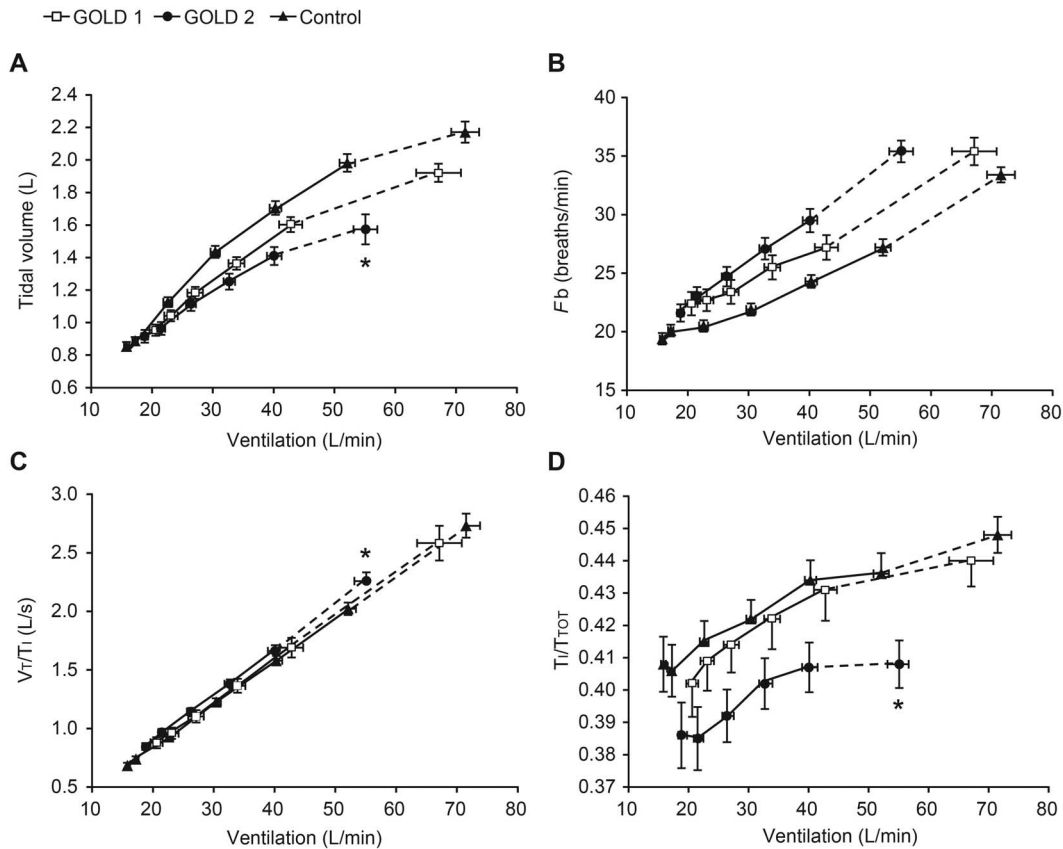 GOLD 1 GOLD 2 Control
A
2.4
2.2
2.0
1.8
1.6
1.4
1.2
1.0
0.8
0.6
Tidal volume (L)
*
10 20 30 40 50 60 70 80
Ventilation (L/min)
B
40
35
30
25
20
15
Fb (breaths/min)
10 20 30 40 50 60 70 80
Ventilation (L/min)
C
3.0
2.5
2.0
1.5
1.0
0.5
VT/TI (L/s)
*
10 20 30 40 50 60 70 80
Ventilation (L/min)
D
0.46
0.45
0.44
0.43
0.42
0.41
0.40
0.39
0.38
0.37
TI/TTOT
*
10 20 30 40 50 60 70 80
Ventilation (L/min)